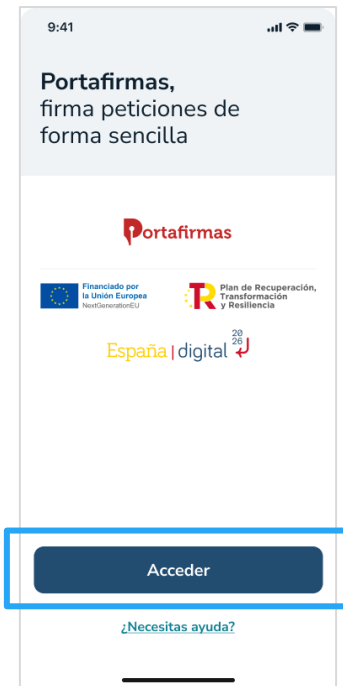 9:41
Portafirmas,
firma peticiones de
forma sencilla
Portafirmas
Financiado por
la Unión Europea
NextGenerationEU
Plan de Recuperación,
Transformación
y Resiliencia
España | digital 2026
Acceder
¿Necesitas ayuda?